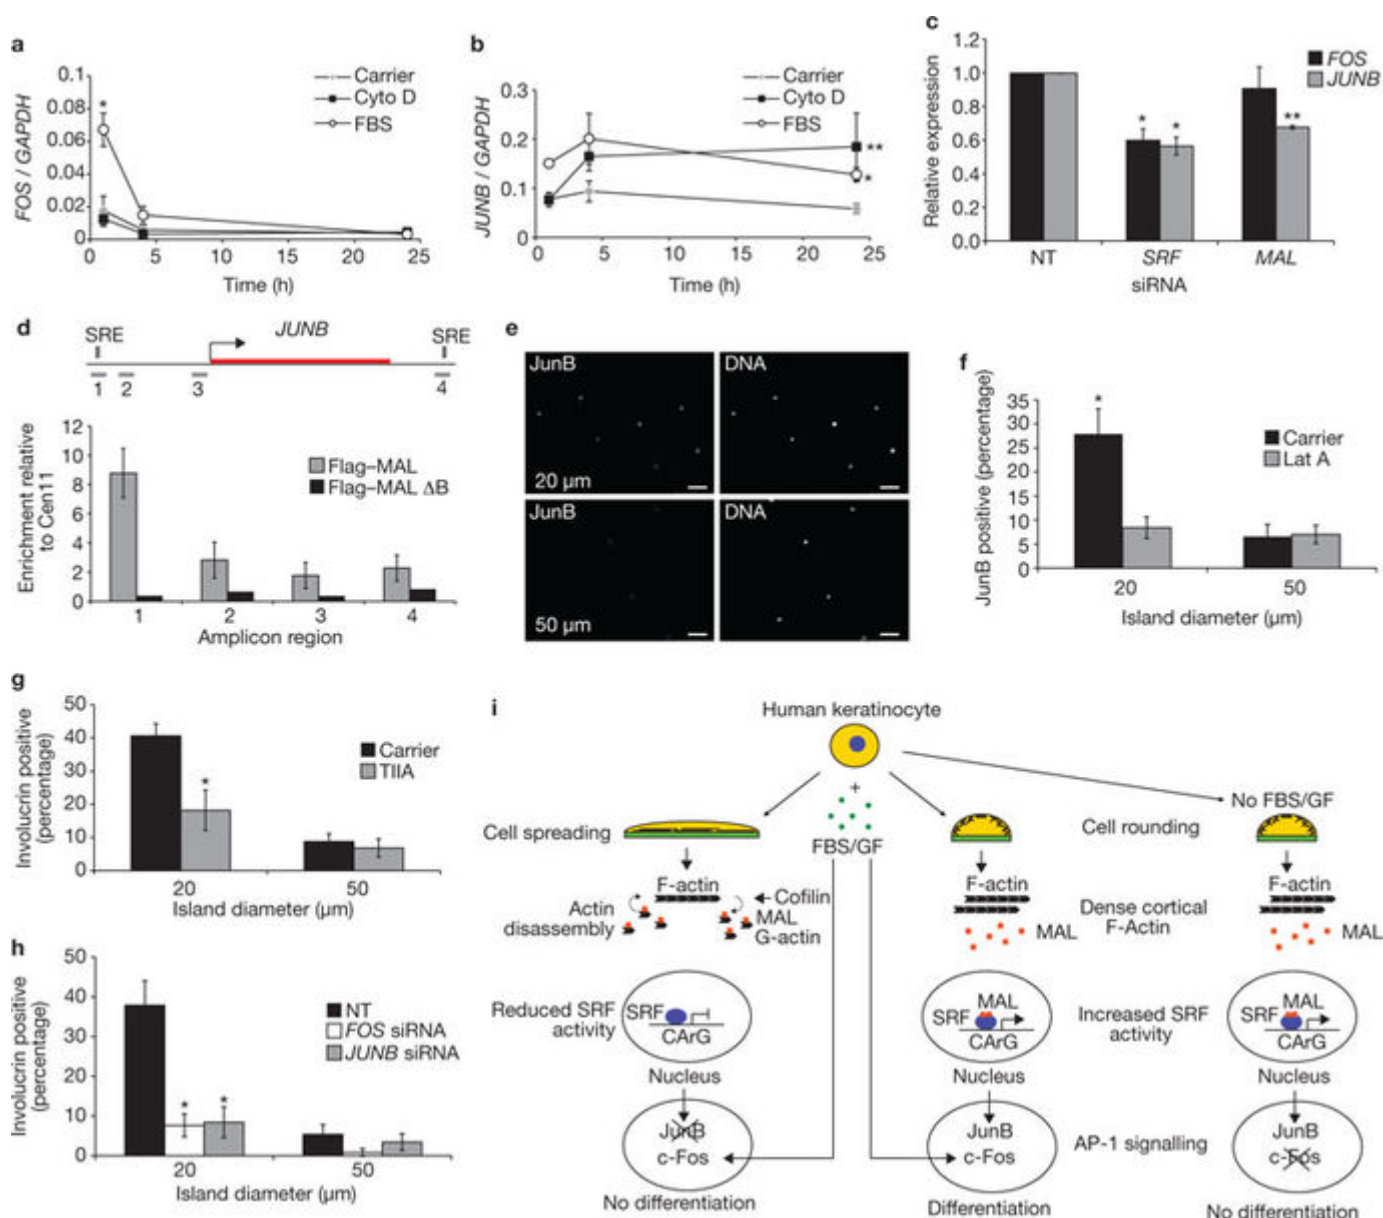 a
FOS / GAPDH
0.1
0.08
0.06
0.04
0.02
0
*
Carrier
Cyto D
FBS
0 5 10 15 20 25
Time (h)
b
JUNB / GAPDH
0.3
0.2
0.1
0
Carrier
Cyto D
FBS
**
*
0 5 10 15 20 25
Time (h)
c
Relative expression
1.2
1.0
0.8
0.6
0.4
0.2
0.0
FOS
JUNB
* * **
NT SRF MAL
siRNA
d
JUNB
SRE SRE
1 2 3 4
Enrichment relative
to Cen11
12
10
8
6
4
2
0
Flag–MAL
Flag–MAL ΔB
1 2 3 4
Amplicon region
e
JunB DNA
20 µm
JunB DNA
50 µm
f
JunB positive (percentage)
35
30
25
20
15
10
5
0
*
Carrier
Lat A
20 50
Island diameter (µm)
g
Involucrin positive
(percentage)
50
40
30
20
10
0
*
Carrier
TIIA
20 50
Island diameter (µm)
h
Involucrin positive
(percentage)
50
40
30
20
10
0
* *
NT
FOS siRNA
JUNB siRNA
20 50
Island diameter (µm)
i
Human keratinocyte
+
FBS/GF
No FBS/GF
Cell spreading
Cell rounding
F-actin
Cofilin
MAL
G-actin
Actin
disassembly
F-actin
MAL
Dense cortical
F-Actin
F-actin
MAL
Reduced SRF
activity
SRF
CArG
Nucleus
MAL
SRF
CArG
Nucleus
Increased SRF
activity
MAL
SRF
CArG
Nucleus
JunB
c-Fos
No differentiation
JunB
c-Fos
Differentiation
AP-1 signalling
JunB
c-Fos
No differentiation